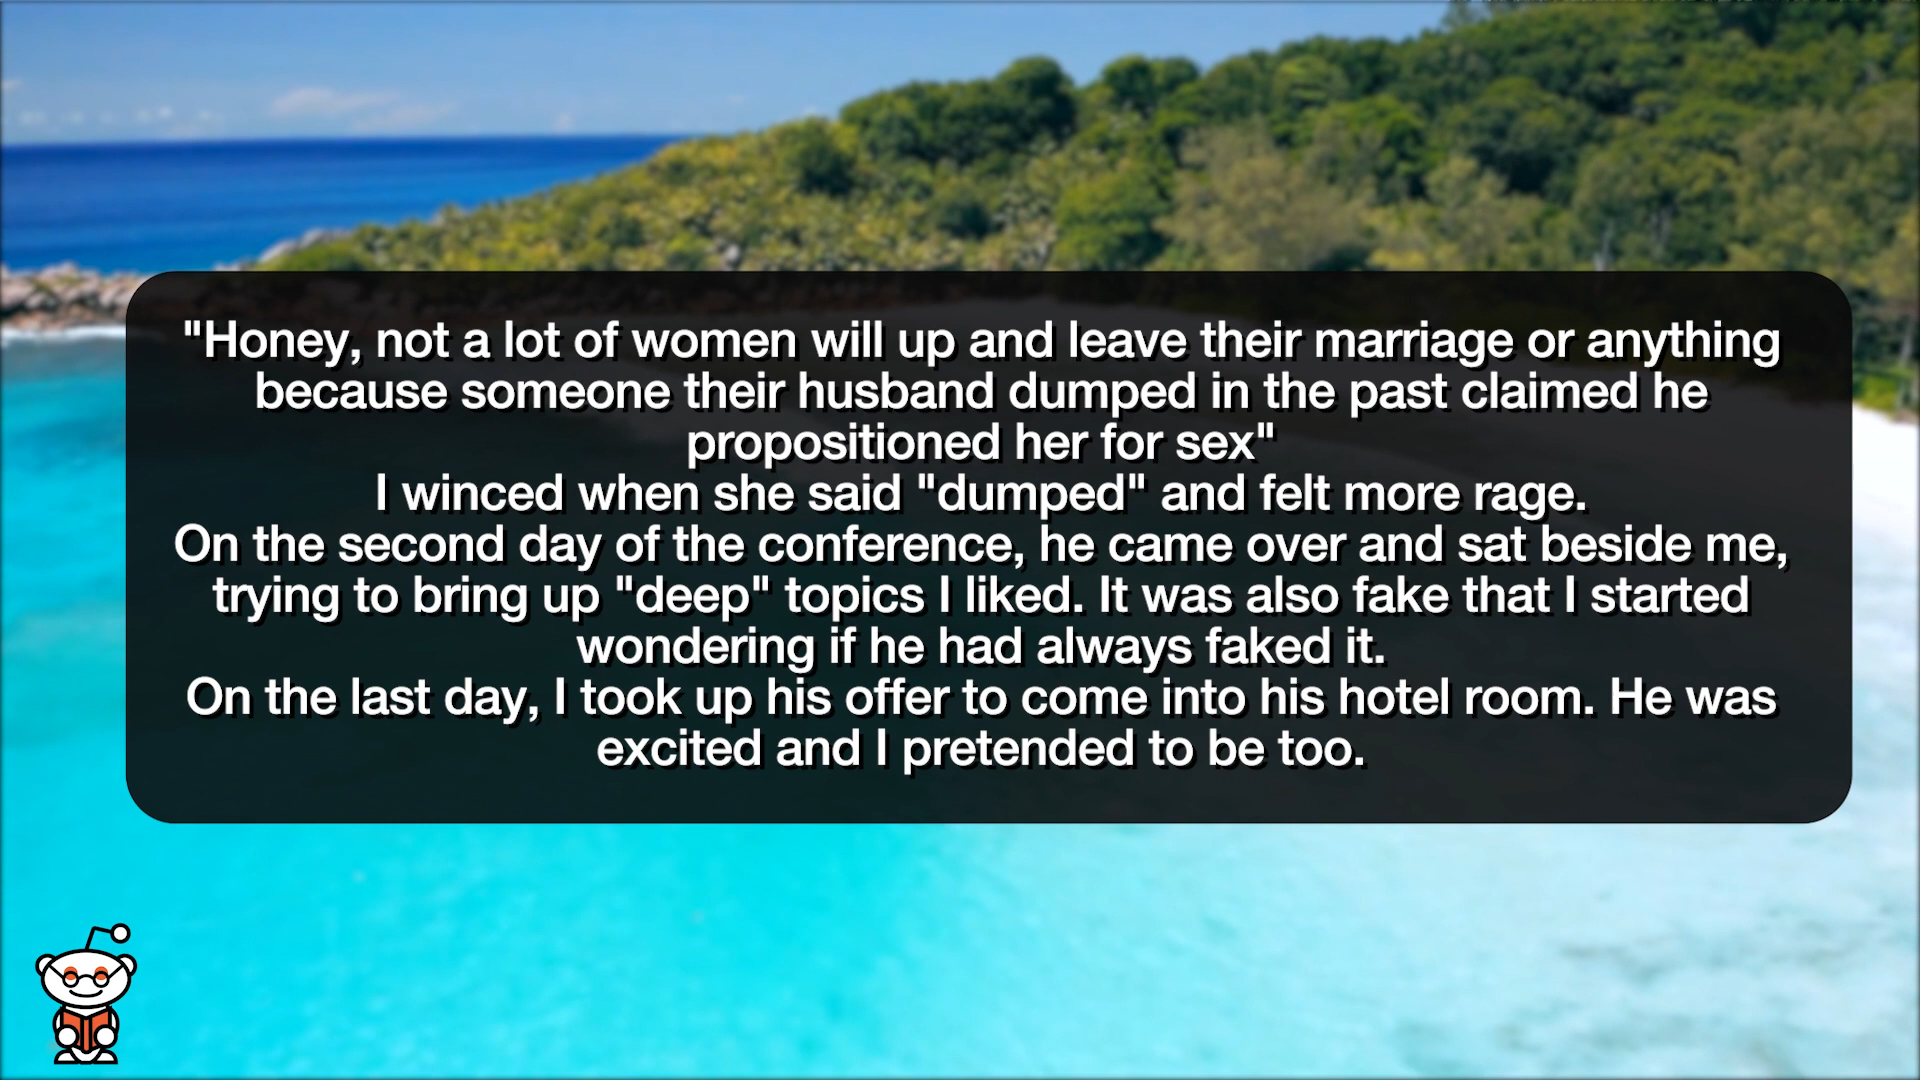 "Honey, not a lot of women will up and leave their marriage or anything
because someone their husband dumped in the past claimed he
propositioned her for sex"
I winced when she said "dumped" and felt more rage.
On the second day of the conference, he came over and sat beside me,
trying to bring up "deep" topics I liked. It was also fake that I started
wondering if he had always faked it.
On the last day, I took up his offer to come into his hotel room. He was
excited and I pretended to be too.